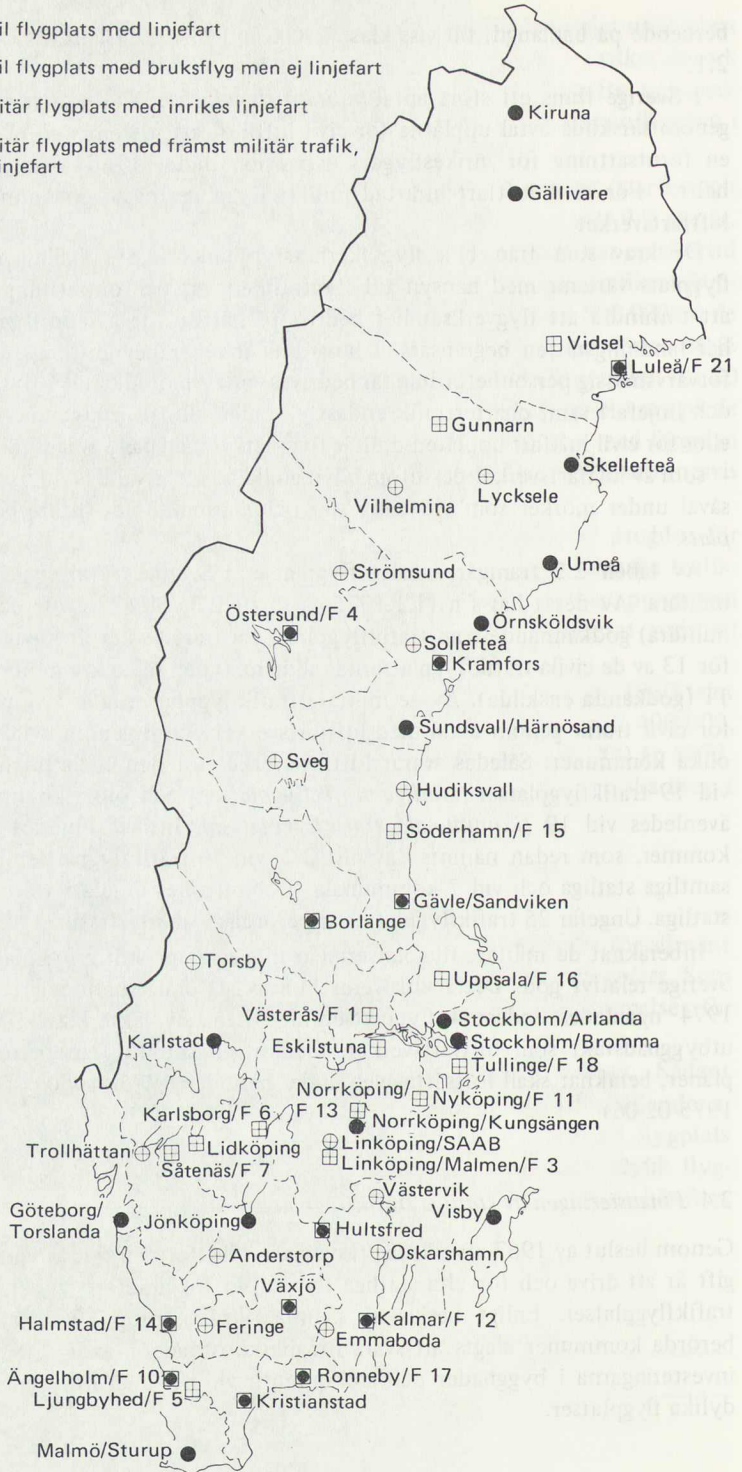 il flygplats med linjefart
il flygplats med bruksflyg men ej linjefart
itär flygplats med inrikes linjefart
itär flygplats med främst militär trafik,
injefart
Kiruna
Gällivare
Vidsel
Luleå/F 21
Gunnarn
Skellefteå
Lycksele
Vilhelmina
Umeå
Strömsund
Östersund/F 4
Örnsköldsvik
Sollefteå
Kramfors
Sundsvall/Härnösand
Sveg
Hudiksvall
Söderhamn/F 15
Gävle/Sandviken
Borlänge
Torsby
Uppsala/F 16
Västerås/F 1
Stockholm/Arlanda
Karlstad
Stockholm/Bromma
Eskilstuna
Tullinge/F 18
Norrköping/
F 13
Nyköping/F 11
Karlsborg/F 6
Norrköping/Kungsängen
Trollhättan
Lidköping
Linköping/SAAB
Såtenäs/F 7
Linköping/Malmen/F 3
Västervik
Göteborg/
Torslanda
Jönköping
Visby
Hultsfred
Anderstorp
Oskarshamn
Växjö
Halmstad/F 14
Feringe
Kalmar/F 12
Emmaboda
Ängelholm/F 10
Ronneby/F 17
Ljungbyhed/F 5
Kristianstad
Malmö/Sturup